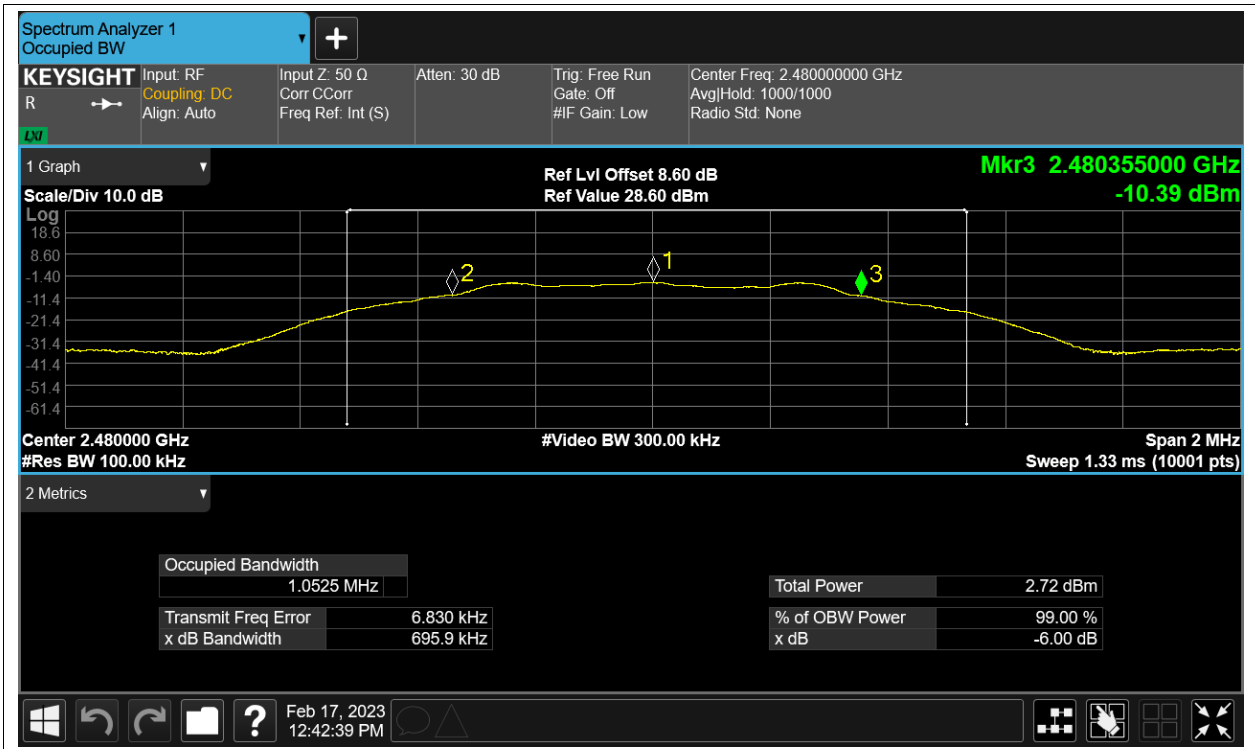 Spectrum Analyzer 1
Occupied BW
▼
+
KEYSIGHT
R
LXI
Input: RF
Coupling: DC
Align: Auto
Input Z: 50 Ω
Corr CCorr
Freq Ref: Int (S)
Atten: 30 dB
Trig: Free Run
Gate: Off
#IF Gain: Low
Center Freq: 2.480000000 GHz
Avg|Hold: 1000/1000
Radio Std: None
1 Graph ▼
Scale/Div 10.0 dB
Ref Lvl Offset 8.60 dB
Ref Value 28.60 dBm
Mkr3 2.480355000 GHz
-10.39 dBm
Log
18.6
8.60
-1.40
-11.4
-21.4
-31.4
-41.4
-51.4
-61.4
2
1
3
Center 2.480000 GHz
#Res BW 100.00 kHz
#Video BW 300.00 kHz
Span 2 MHz
Sweep 1.33 ms (10001 pts)
2 Metrics ▼
Occupied Bandwidth
1.0525 MHz
Transmit Freq Error 6.830 kHz
x dB Bandwidth 695.9 kHz
Total Power 2.72 dBm
% of OBW Power 99.00 %
x dB -6.00 dB
?
Feb 17, 2023
12:42:39 PM